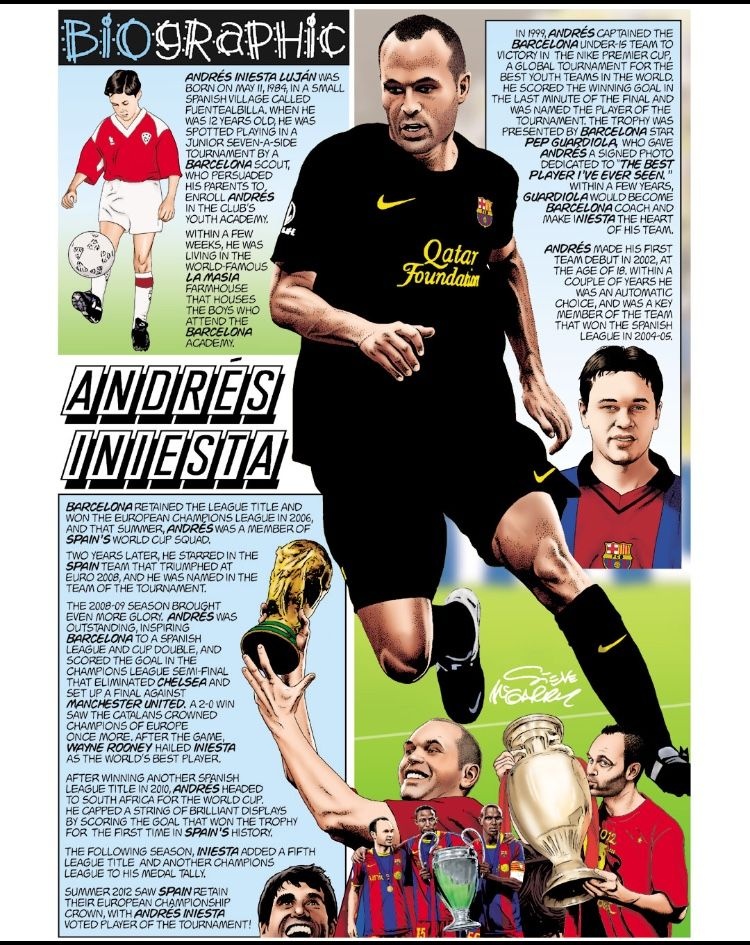 BIOGRAPHIC
ANDRÉS INIESTA LUJÁN WAS
BORN ON MAY 11, 1984, IN A SMALL
SPANISH VILLAGE CALLED
FUENTEALBILLA. WHEN HE
WAS 12 YEARS OLD, HE WAS
SPOTTED PLAYING IN A
JUNIOR SEVEN-A-SIDE
TOURNAMENT BY A
BARCELONA SCOUT,
WHO PERSUADED
HIS PARENTS TO
ENROLL ANDRÉS
IN THE CLUB'S
YOUTH ACADEMY.
WITHIN A FEW
WEEKS, HE WAS
LIVING IN THE
WORLD-FAMOUS
LA MASIA
FARMHOUSE
THAT HOUSES
THE BOYS WHO
ATTEND THE
BARCELONA
ACADEMY.
IN 1999, ANDRÉS CAPTAINED THE
BARCELONA UNDER-15 TEAM TO
VICTORY IN THE NIKE PREMIER CUP,
A GLOBAL TOURNAMENT FOR THE
BEST YOUTH TEAMS IN THE WORLD.
HE SCORED THE WINNING GOAL IN
THE LAST MINUTE OF THE FINAL AND
WAS NAMED THE PLAYER OF THE
TOURNAMENT. THE TROPHY WAS
PRESENTED BY BARCELONA STAR
PEP GUARDIOLA, WHO GAVE
ANDRÉS A SIGNED PHOTO
DEDICATED TO "THE BEST
PLAYER I'VE EVER SEEN."
WITHIN A FEW YEARS,
GUARDIOLA WOULD BECOME
BARCELONA COACH AND
MAKE INIESTA THE HEART
OF HIS TEAM.
ANDRÉS MADE HIS FIRST
TEAM DEBUT IN 2002, AT
THE AGE OF 18. WITHIN A
COUPLE OF YEARS HE
WAS AN AUTOMATIC
CHOICE, AND WAS A KEY
MEMBER OF THE TEAM
THAT WON THE SPANISH
LEAGUE IN 2004-05.
Qatar
Foundation
ANDRÉS
INIESTA
BARCELONA RETAINED THE LEAGUE TITLE AND
WON THE EUROPEAN CHAMPIONS LEAGUE IN 2006,
AND THAT SUMMER, ANDRÉS WAS A MEMBER OF
SPAIN'S WORLD CUP SQUAD.
TWO YEARS LATER, HE STARRED IN THE
SPAIN TEAM THAT TRIUMPHED AT
EURO 2008, AND HE WAS NAMED IN THE
TEAM OF THE TOURNAMENT.
THE 2008-09 SEASON BROUGHT
EVEN MORE GLORY. ANDRÉS WAS
OUTSTANDING, INSPIRING
BARCELONA TO A SPANISH
LEAGUE AND CUP DOUBLE, AND
SCORED THE GOAL IN THE
CHAMPIONS LEAGUE SEMI-FINAL
THAT ELIMINATED CHELSEA AND
SET UP A FINAL AGAINST
MANCHESTER UNITED. A 2-0 WIN
SAW THE CATALANS CROWNED
CHAMPIONS OF EUROPE
ONCE MORE. AFTER THE GAME,
WAYNE ROONEY HAILED INIESTA
AS THE WORLD'S BEST PLAYER.
AFTER WINNING ANOTHER SPANISH
LEAGUE TITLE IN 2010, ANDRÉS HEADED
TO SOUTH AFRICA FOR THE WORLD CUP.
HE CAPPED A STRING OF BRILLIANT DISPLAYS
BY SCORING THE GOAL THAT WON THE TROPHY
FOR THE FIRST TIME IN SPAIN'S HISTORY.
THE FOLLOWING SEASON, INIESTA ADDED A FIFTH
LEAGUE TITLE AND ANOTHER CHAMPIONS
LEAGUE TO HIS MEDAL TALLY.
SUMMER 2012 SAW SPAIN RETAIN
THEIR EUROPEAN CHAMPIONSHIP
CROWN, WITH ANDRÉS INIESTA
VOTED PLAYER OF THE TOURNAMENT!
STEVE
McGARRY
FCB
2012
15